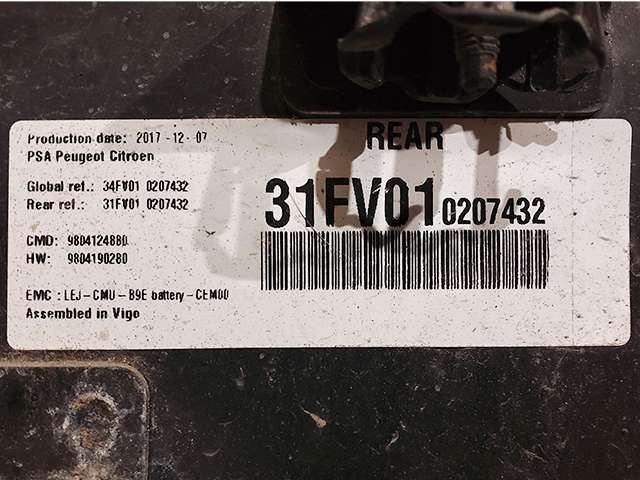 Production date: 2017-12-07
PSA Peugeot Citroen
REAR
Global ref.: 34FV01 0207432
Rear ref.: 31FV01 0207432
31FV01 0207432
CMD: 9804124880
HW: 9804190280
EMC : LEJ-CMU-B9E battery-CEM00
Assembled in Vigo